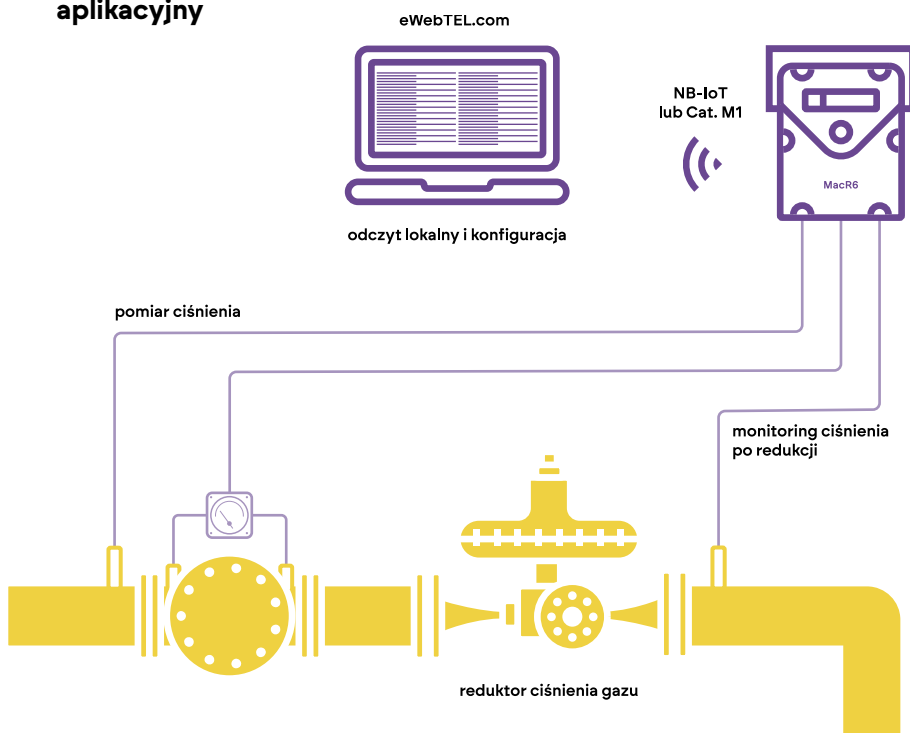 aplikacyjny
eWebTEL.com
NB-IoT
lub Cat. M1
MacR6
odczyt lokalny i konfiguracja
pomiar ciśnienia
monitoring ciśnienia
po redukcji
reduktor ciśnienia gazu